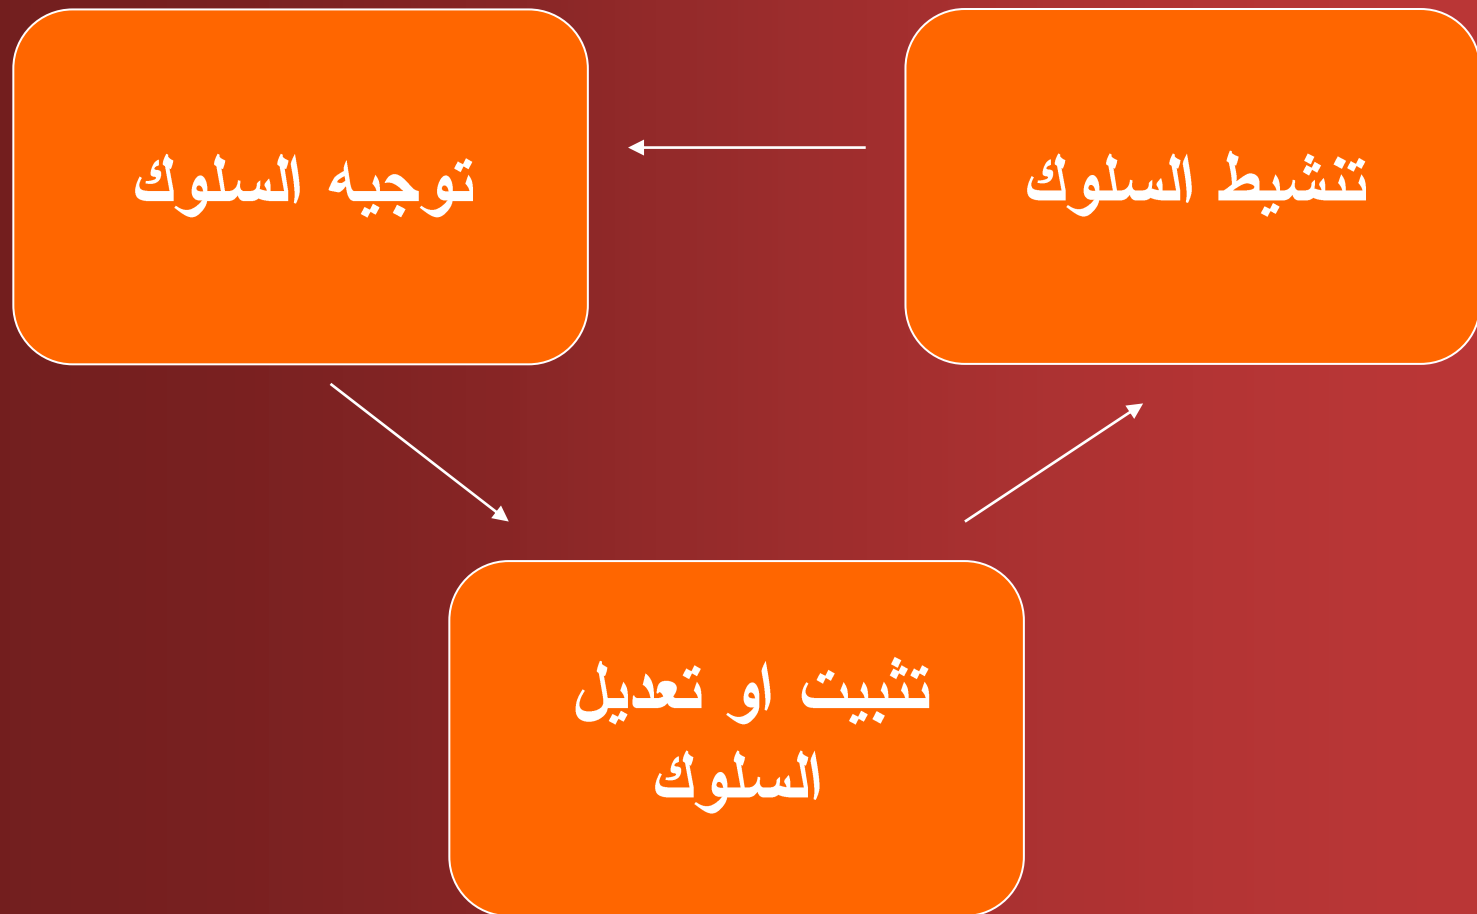 تنشيط السلوك
توجيه السلوك
تثبيت او تعديل
السلوك